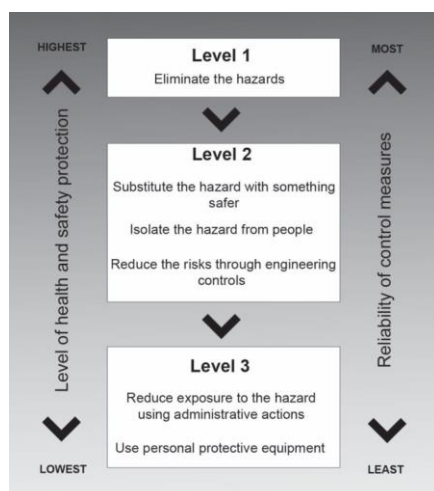 HIGHEST
MOST
Level 1
Eliminate the hazards
Level of health and safety protection
Reliability of control measures
Level 2
Substitute the hazard with something
safer
Isolate the hazard from people
Reduce the risks through engineering
controls
Level 3
Reduce exposure to the hazard
using administrative actions
Use personal protective equipment
LOWEST
LEAST